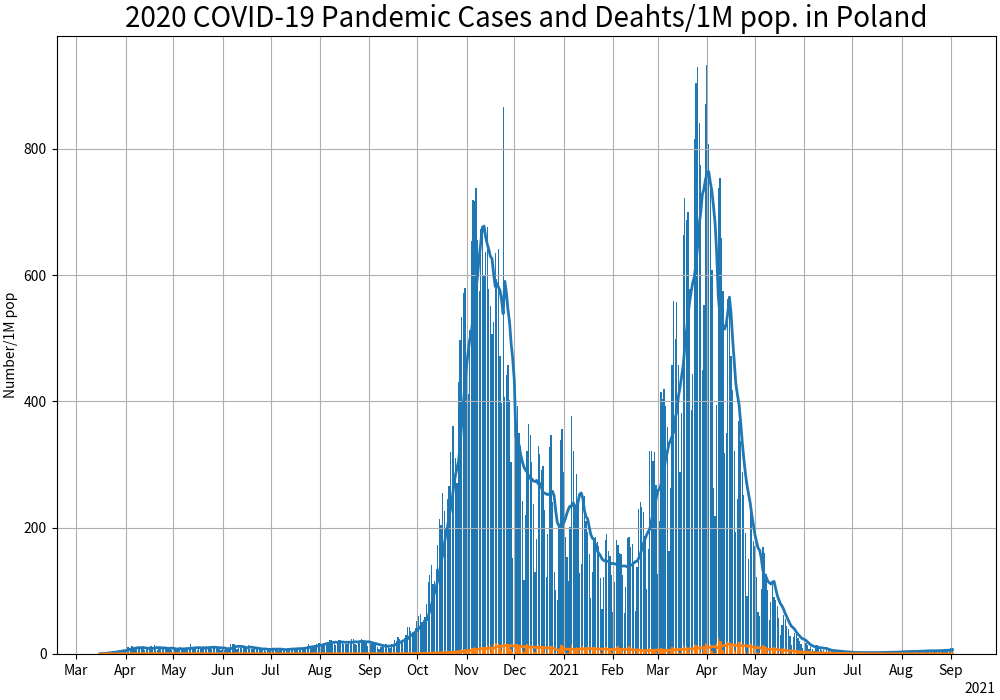 2020 COVID-19 Pandemic Cases and Deahts/1M pop. in Poland
Number/1M pop
800
600
400
200
0
Mar Apr May Jun Jul Aug Sep Oct Nov Dec 2021 Feb Mar Apr May Jun Jul Aug Sep
2021